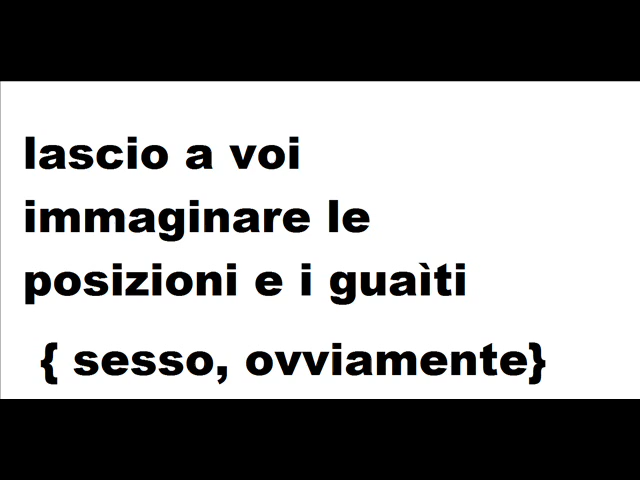 lascio a voi
immaginare le
posizioni e i guaìti
{ sesso, ovviamente}